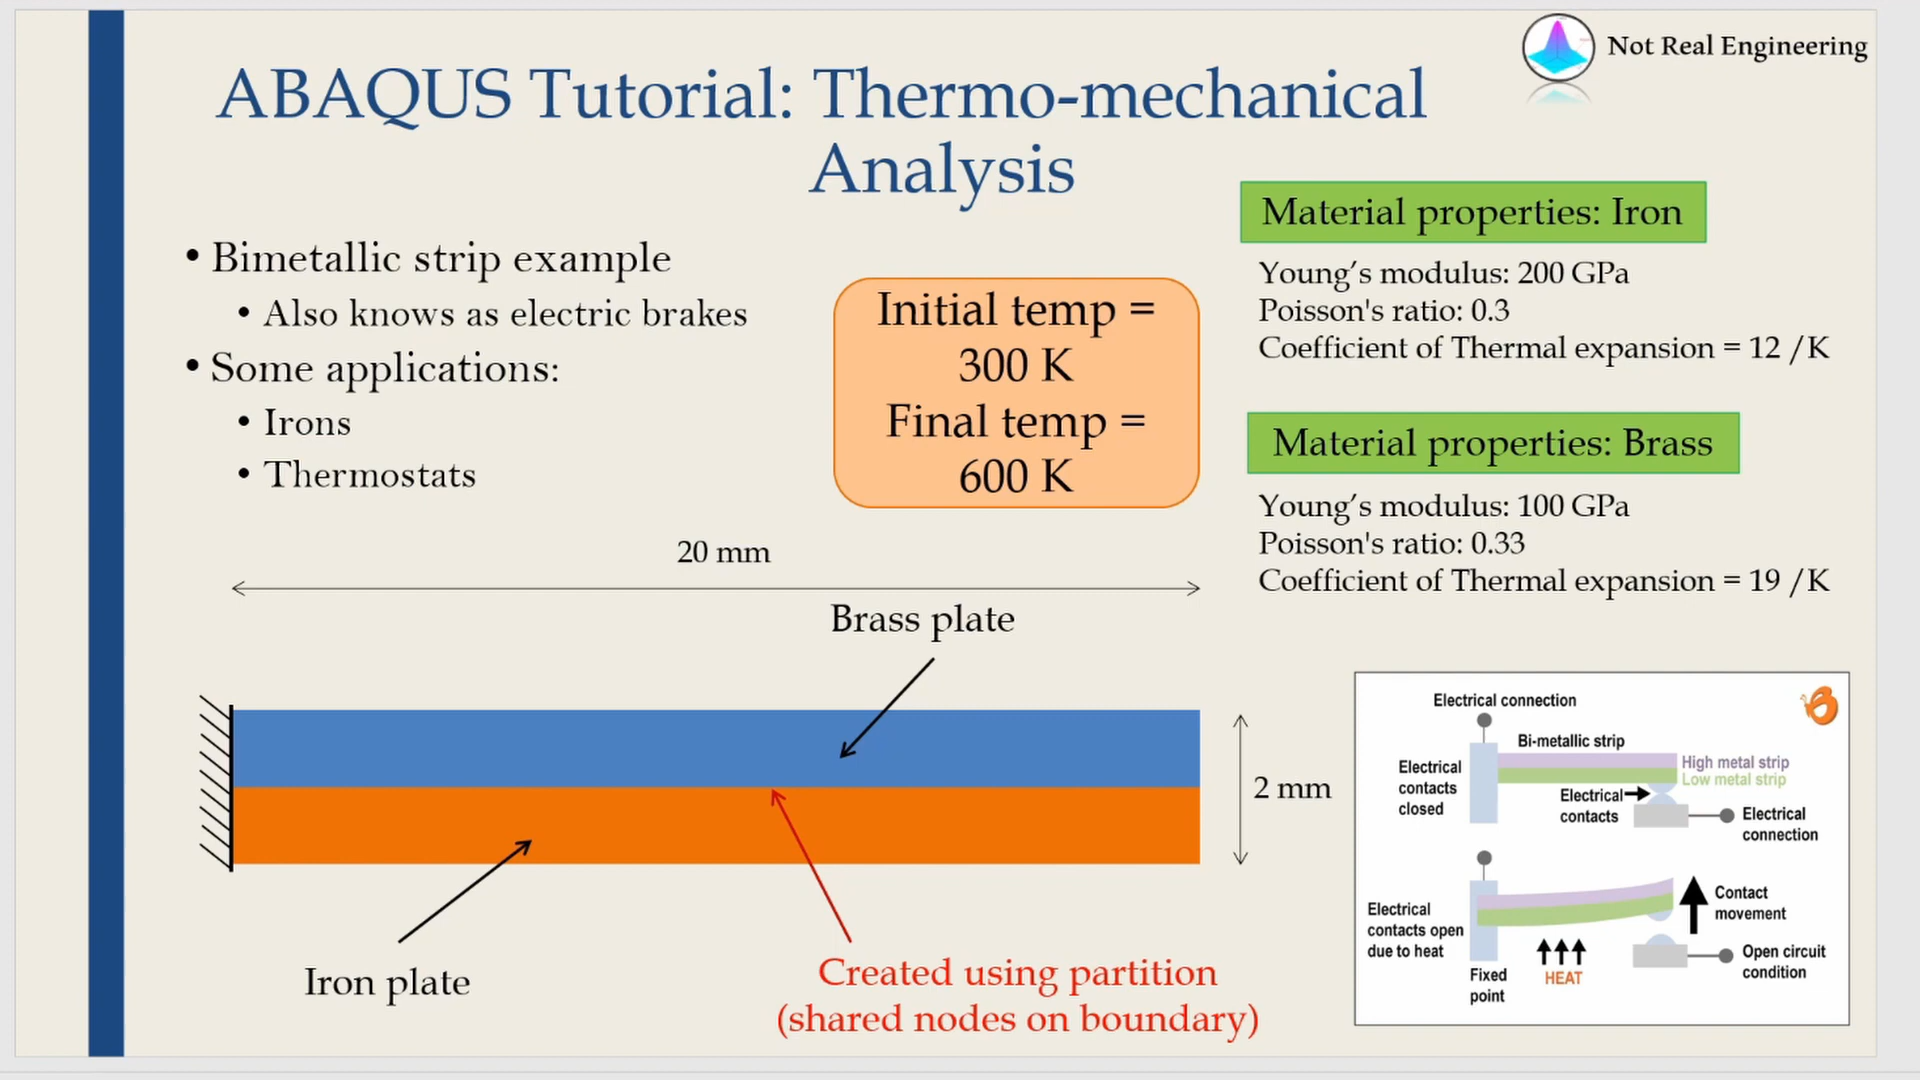 Not Real Engineering
ABAQUS Tutorial: Thermo-mechanical
Analysis
• Bimetallic strip example
• Also knows as electric brakes
• Some applications:
• Irons
• Thermostats
Initial temp =
300 K
Final temp =
600 K
Material properties: Iron
Young’s modulus: 200 GPa
Poisson's ratio: 0.3
Coefficient of Thermal expansion = 12 /K
Material properties: Brass
Young’s modulus: 100 GPa
Poisson's ratio: 0.33
Coefficient of Thermal expansion = 19 /K
20 mm
Brass plate
2 mm
Iron plate
Created using partition
(shared nodes on boundary)
Electrical connection
Bi-metallic strip
High metal strip
Low metal strip
Electrical
contacts
closed
Electrical
contacts
Electrical
connection
Electrical
contacts open
due to heat
Contact
movement
HEAT
Fixed
point
Open circuit
condition